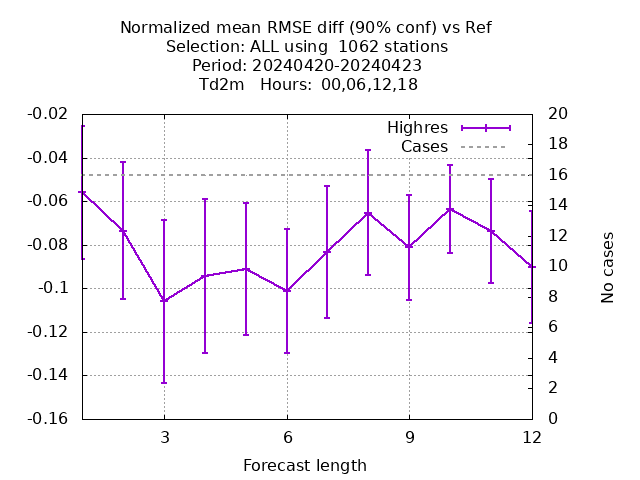 Normalized mean RMSE diff (90% conf) vs Ref
Selection: ALL using  1062 stations
Period: 20240420-20240423
Td2m   Hours:  00,06,12,18
Highres
Cases
-0.02
-0.04
-0.06
-0.08
-0.1
-0.12
-0.14
-0.16
20
18
16
14
12
10
8
6
4
2
0
No cases
3 6 9 12
Forecast length